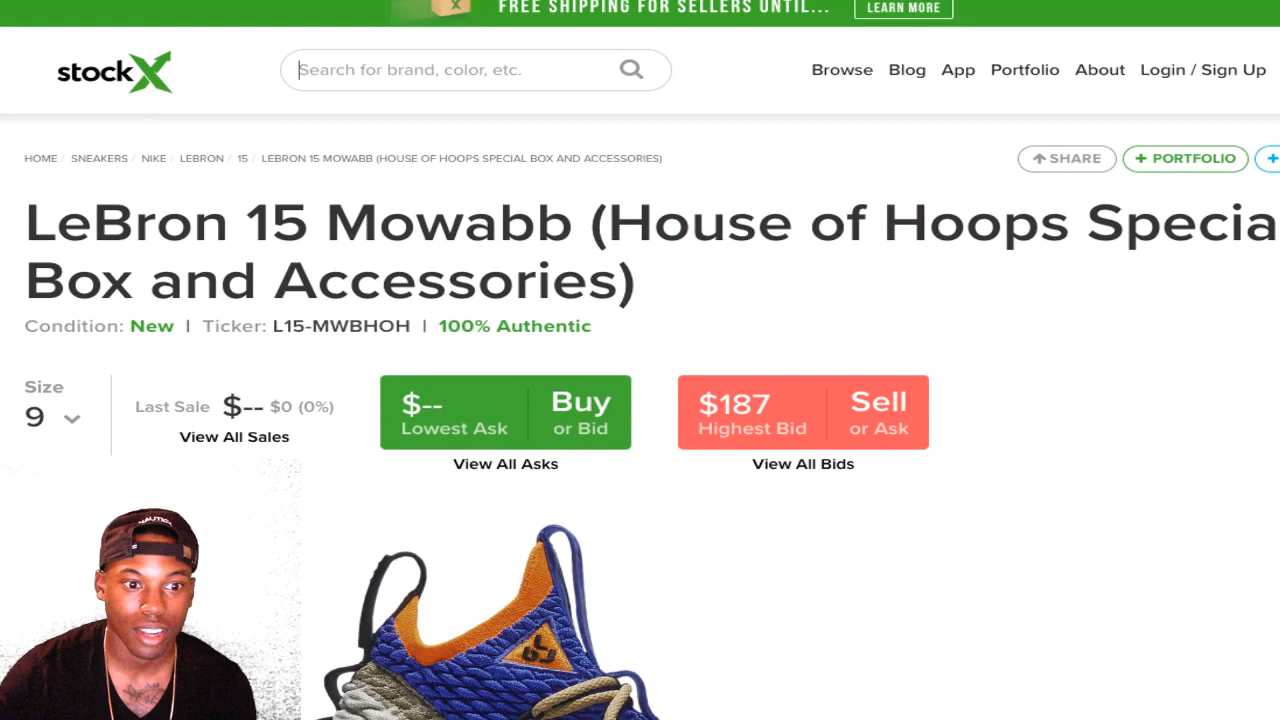 FREE SHIPPING FOR SELLERS UNTIL...
LEARN MORE
stockX
Search for brand, color, etc.
Browse Blog App Portfolio About Login / Sign Up
HOME / SNEAKERS / NIKE / LEBRON / 15 / LEBRON 15 MOWABB (HOUSE OF HOOPS SPECIAL BOX AND ACCESSORIES)
SHARE
+ PORTFOLIO
+
LeBron 15 Mowabb (House of Hoops Specia
Box and Accessories)
Condition: New | Ticker: L15-MWBHOH | 100% Authentic
Size
9
Last Sale $-- $0 (0%)
View All Sales
$-- Buy
Lowest Ask or Bid
View All Asks
$187 Sell
Highest Bid or Ask
View All Bids
NAUTICA